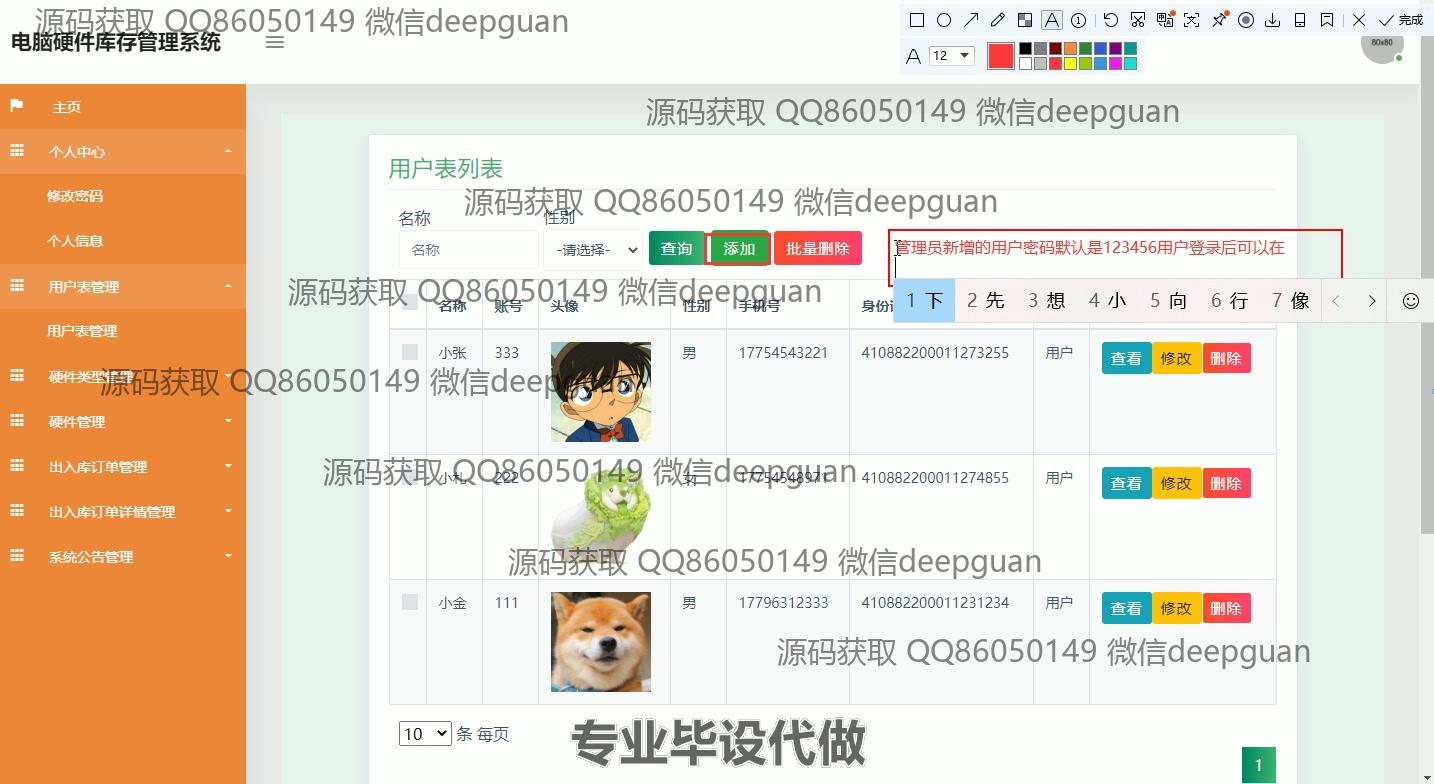 源码获取 QQ86050149 微信deepguan
电脑硬件库存管理系统
完成
A 12
80x80
主页
个人中心
修改密码
个人信息
用户表管理
用户表管理
硬件类型管理
硬件管理
出入库订单管理
出入库订单详情管理
系统公告管理
源码获取 QQ86050149 微信deepguan
用户表列表
源码获取 QQ86050149 微信deepguan
名称 性别
名称 -请选择- 查询 添加 批量删除
管理员新增的用户密码默认是123456用户登录后可以在
1 下 2 先 3 想 4 小 5 向 6 行 7 像
源码获取 QQ86050149 微信deepguan
名称 账号 头像 性别 手机号
小张 333 男 17754543221 410882200011273255 用户 查看 修改 删除
源码获取 QQ86050149 微信deepguan
小礼 222 女 17754548971 410882200011274855 用户 查看 修改 删除
源码获取 QQ86050149 微信deepguan
源码获取 QQ86050149 微信deepguan
小金 111 男 17796312333 410882200011231234 用户 查看 修改 删除
源码获取 QQ86050149 微信deepguan
10 条 每页
专业毕设代做
1